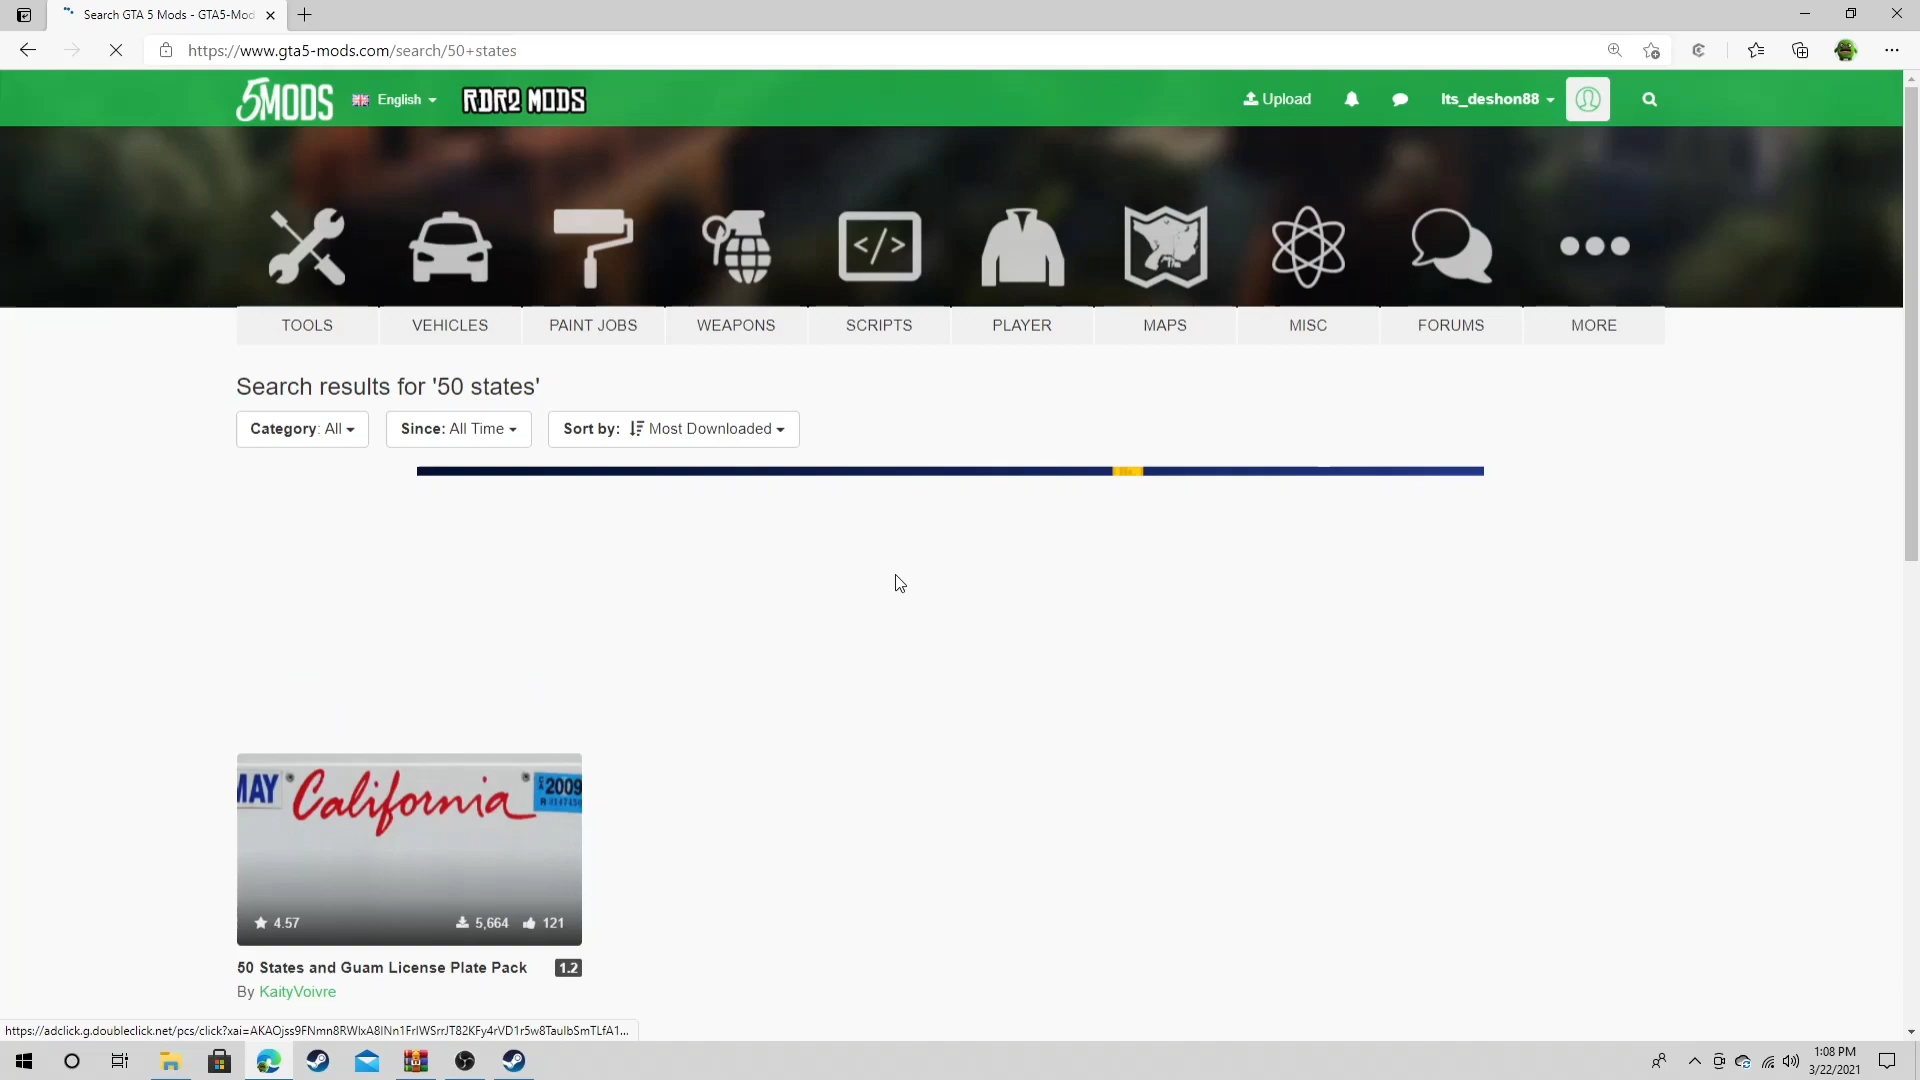 Search GTA 5 Mods - GTA5-Mod
https://www.gta5-mods.com/search/50+states
5MODS
English
RDR2 MODS
Upload
Its_deshon88
TOOLS
VEHICLES
PAINT JOBS
WEAPONS
SCRIPTS
PLAYER
MAPS
MISC
FORUMS
MORE
Search results for '50 states'
Category: All
Since: All Time
Sort by: Most Downloaded
MAY California 2009
4.57 5,664 121
50 States and Guam License Plate Pack 1.2
By KaityVoivre
1:08 PM
3/22/2021